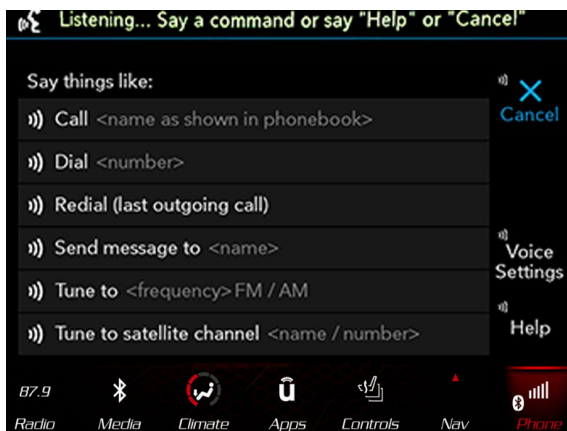 Listening... Say a command or say "Help" or "Cancel"
Say things like:
Cancel
Call <name as shown in phonebook>
Dial <number>
Redial (last outgoing call)
Send message to <name>
Voice
Settings
Tune to <frequency> FM / AM
Help
Tune to satellite channel <name / number>
87.9
Radio
Media
Climate
Apps
Controls
Nav
Phone